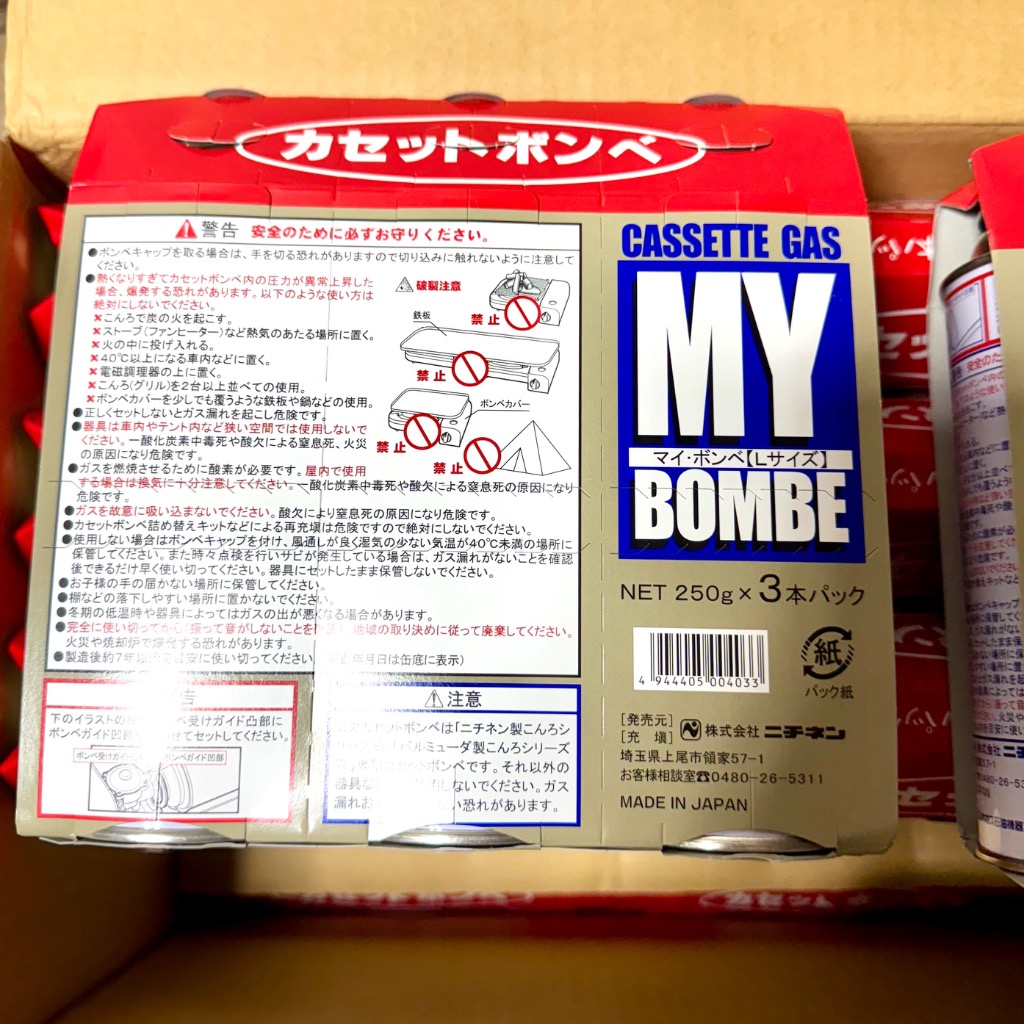 カセットボンベ
警告 安全のために必ずお守りください。
●ボンベキャップを取る場合は、手を切る恐れがありますので切り込みに触れないように注意して
ください。
●熱くなりすぎてカセットボンベ内の圧力が異常上昇した
場合、爆発する恐れがあります。以下のような使い方は
絶対にしないでください。
×こんろで炭の火を起こす。
×ストーブ(ファンヒーター)など熱気のあたる場所に置く。
×火の中に投げ入れる。
×40℃以上になる車内などに置く。
×電磁調理器の上に置く。
×こんろ(グリル)を2台以上並べての使用。
×ボンベカバーを少しでも覆うような鉄板や鍋などの使用。
●正しくセットしないとガス漏れを起こし危険です。
●器具は車内やテント内など狭い空間では使用しないで
ください。一酸化炭素中毒死や酸欠による窒息死、火災
の原因になり危険です。
●ガスを燃焼させるために酸素が必要です。屋内で使用
する場合は換気に十分注意してください。一酸化炭素中毒死や酸欠による窒息死の原因になり
危険です。
●ガスを故意に吸い込まないでください。酸欠により窒息死の原因になり危険です。
●カセットボンベ詰め替えキットなどによる再充填は危険ですので絶対にしないでください。
●使用しない場合はボンベキャップを付け、風通しが良く湿気の少ない気温が40℃未満の場所に
保管してください。また時々点検を行いサビが発生している場合は、ガス漏れがないことを確認
後できるだけ早く使い切ってください。器具にセットしたまま保管しないでください。
●お子様の手の届かない場所に保管してください。
●棚などの落下しやすい場所に置かないでください。
●冬期の低温時や器具によってはガスの出が悪くなる場合があります。
●完全に使い切ってから(振って音がしないことを 地域の取り決めに従って廃棄してください。
火災や焼却炉で爆発する恐れがあります。
●製造後約7年以内を目安に使い切ってください。 年月日は缶底に表示)
破裂注意
禁止
鉄板
禁止
ボンベカバー
禁止
禁止
告
下のイラストの ベ受けガイド凸部に
ボンベガイド凹部 せてセットしてください。
ボンベ受けガイド ボンベガイド凹部
注意
ットボンベは「ニチネン製こんろシ
バルミューダ製こんろシリーズ
セットボンベです。それ以外の
器具 しないでください。ガス
漏れ い恐れがあります。
CASSETTE GAS
MY
マイ・ボンベ【Lサイズ】
BOMBE
NET 250g×3本パック
4 944405 004033
紙
パック紙
[発売元]
[充 填] 株式会社 ニチネン
埼玉県上尾市領家57-1
お客様相談室☎0480-26-5311
MADE IN JAPAN